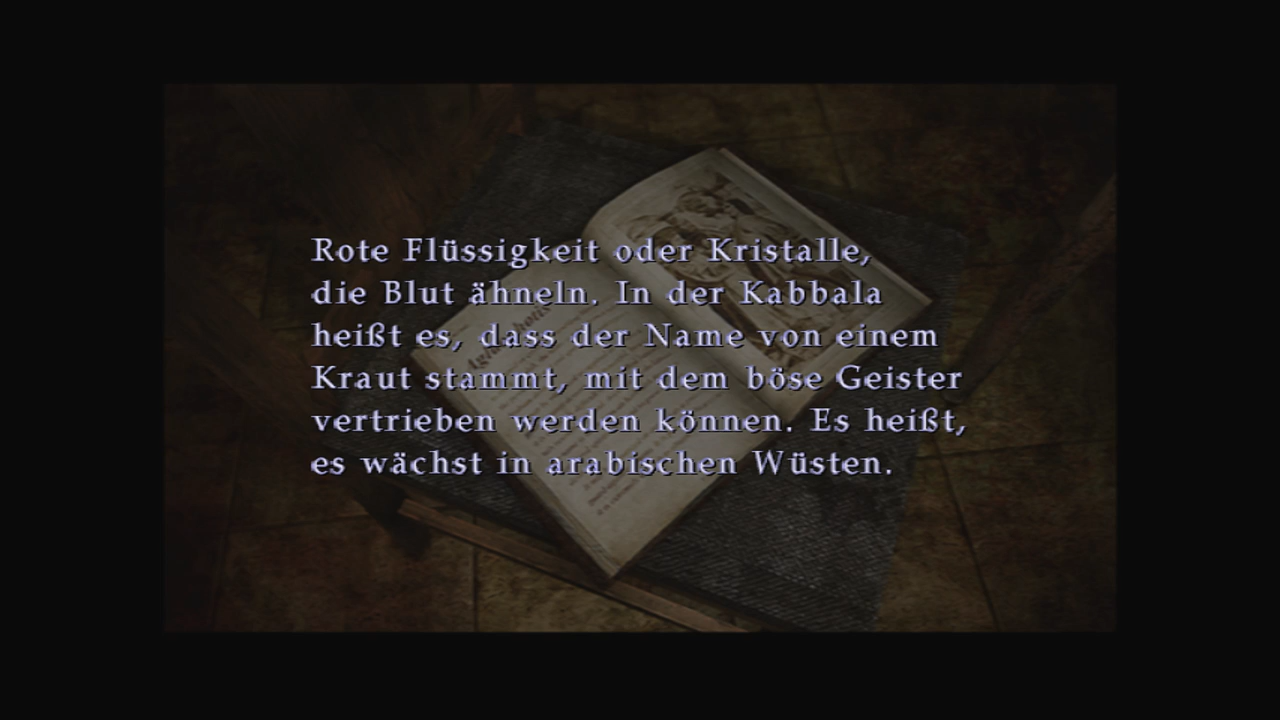 Rote Flüssigkeit oder Kristalle,
die Blut ähneln. In der Kabbala
heißt es, dass der Name von einem
Kraut stammt, mit dem böse Geister
vertrieben werden können. Es heißt,
es wächst in arabischen Wüsten.